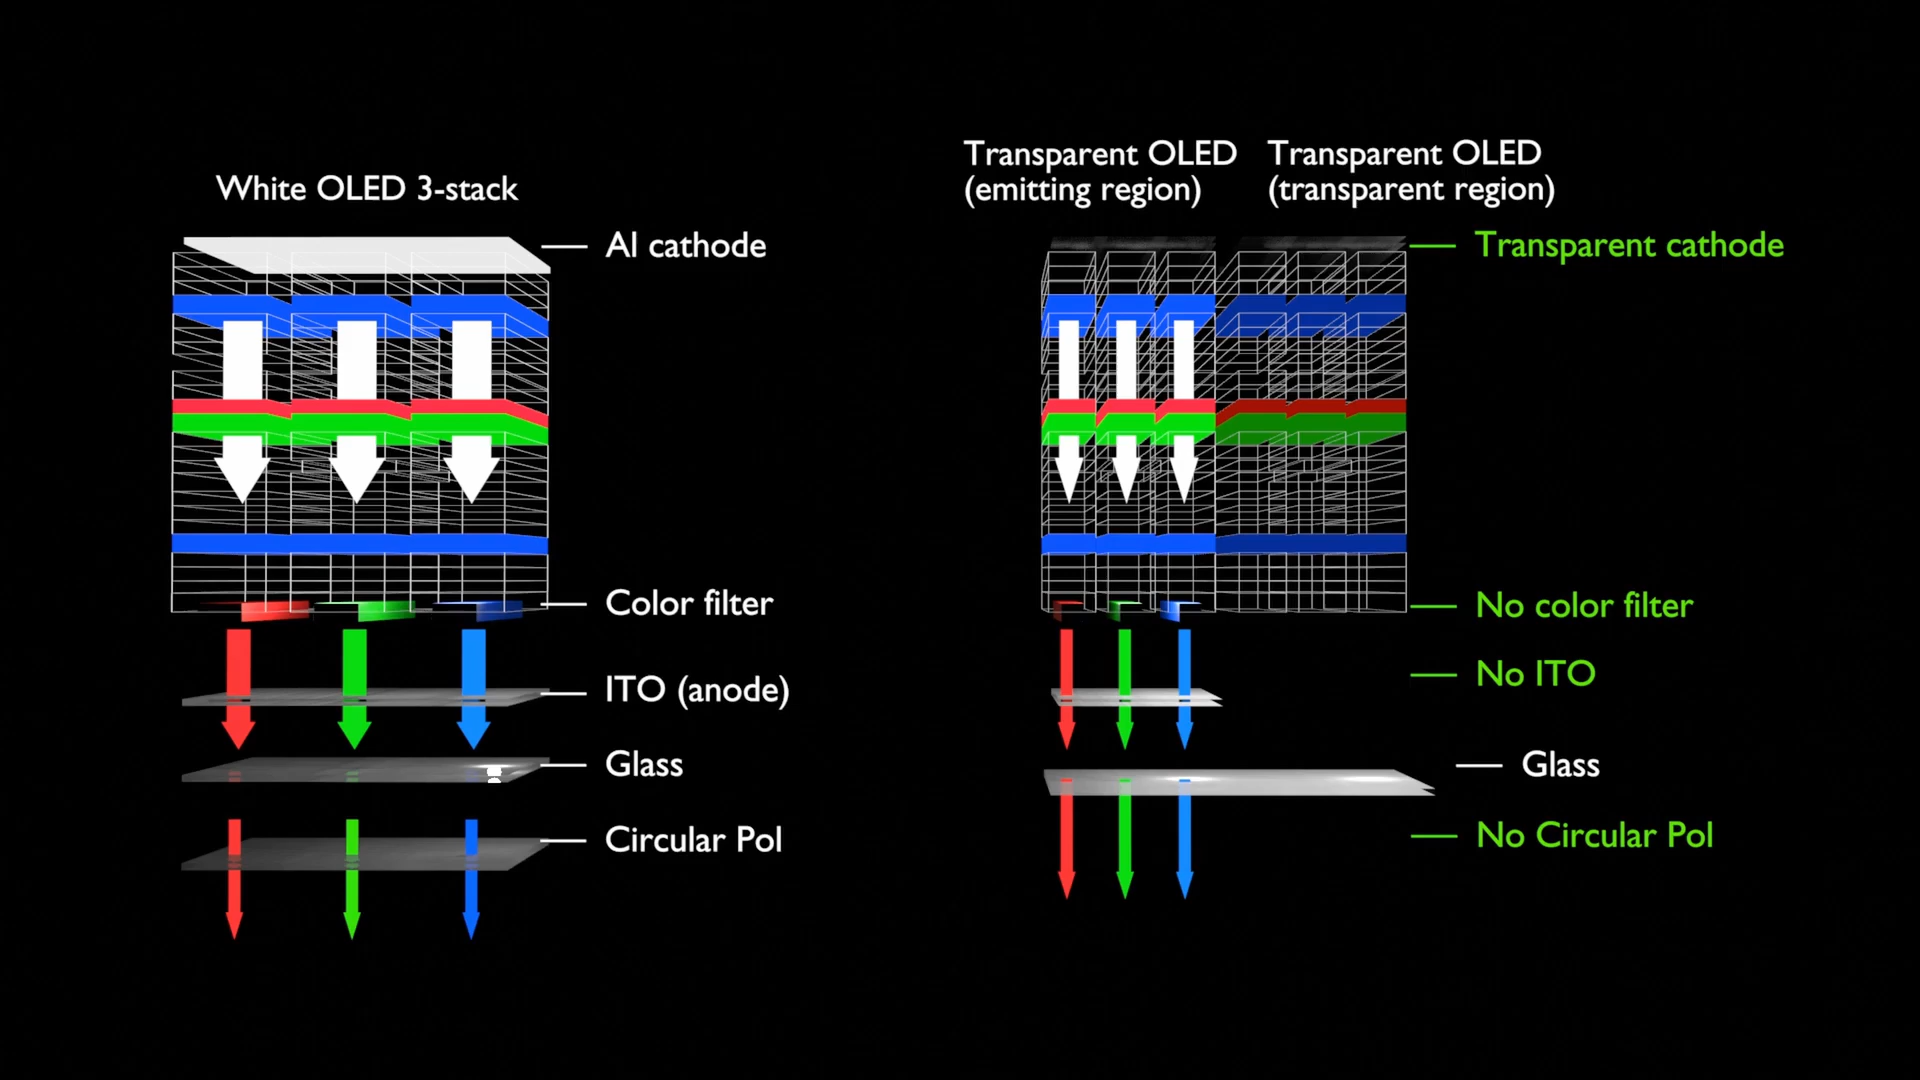 White OLED 3-stack
Al cathode
Color filter
ITO (anode)
Glass
Circular Pol
Transparent OLED
(emitting region)
Transparent OLED
(transparent region)
Transparent cathode
No color filter
No ITO
Glass
No Circular Pol